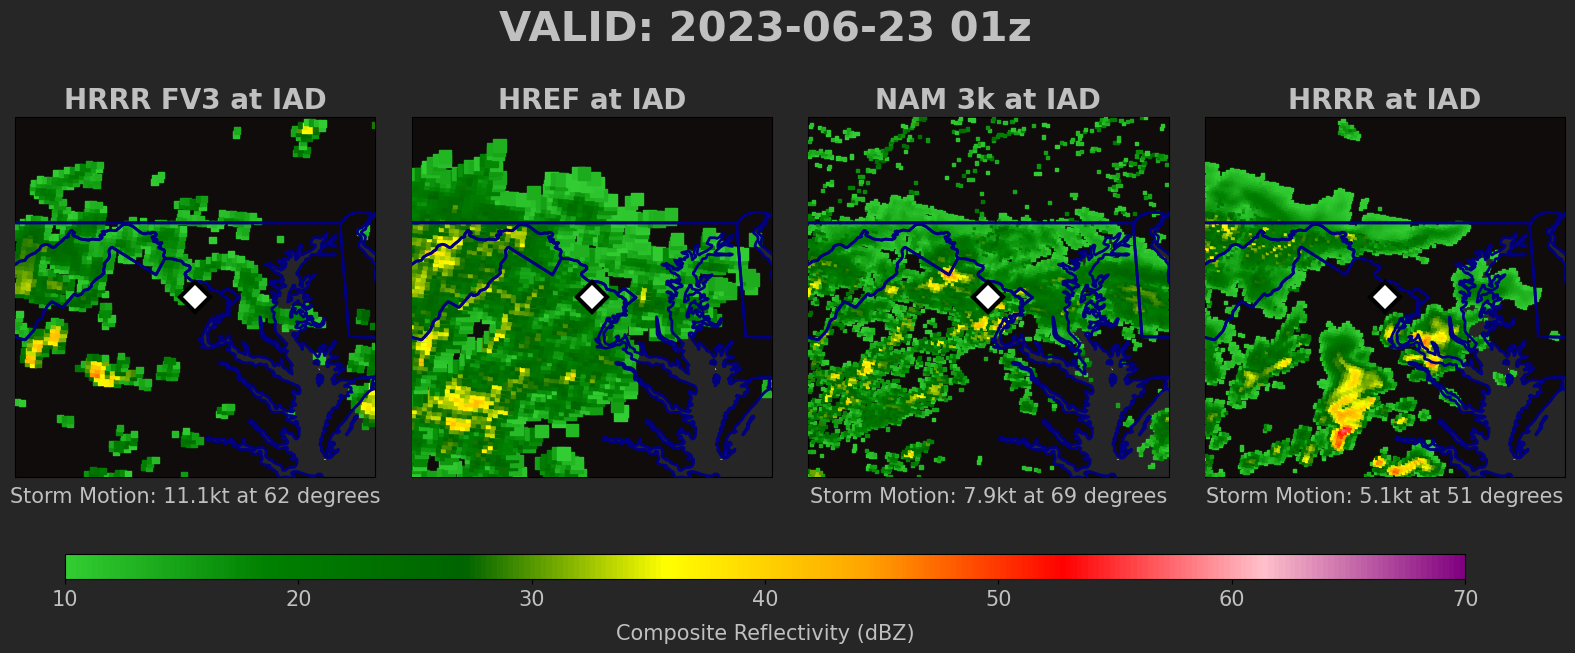 VALID: 2023-06-23 01z
HRRR FV3 at IAD
HREF at IAD
NAM 3k at IAD
HRRR at IAD
Storm Motion: 11.1kt at 62 degrees
Storm Motion: 7.9kt at 69 degrees
Storm Motion: 5.1kt at 51 degrees
10 20 30 40 50 60 70
Composite Reflectivity (dBZ)